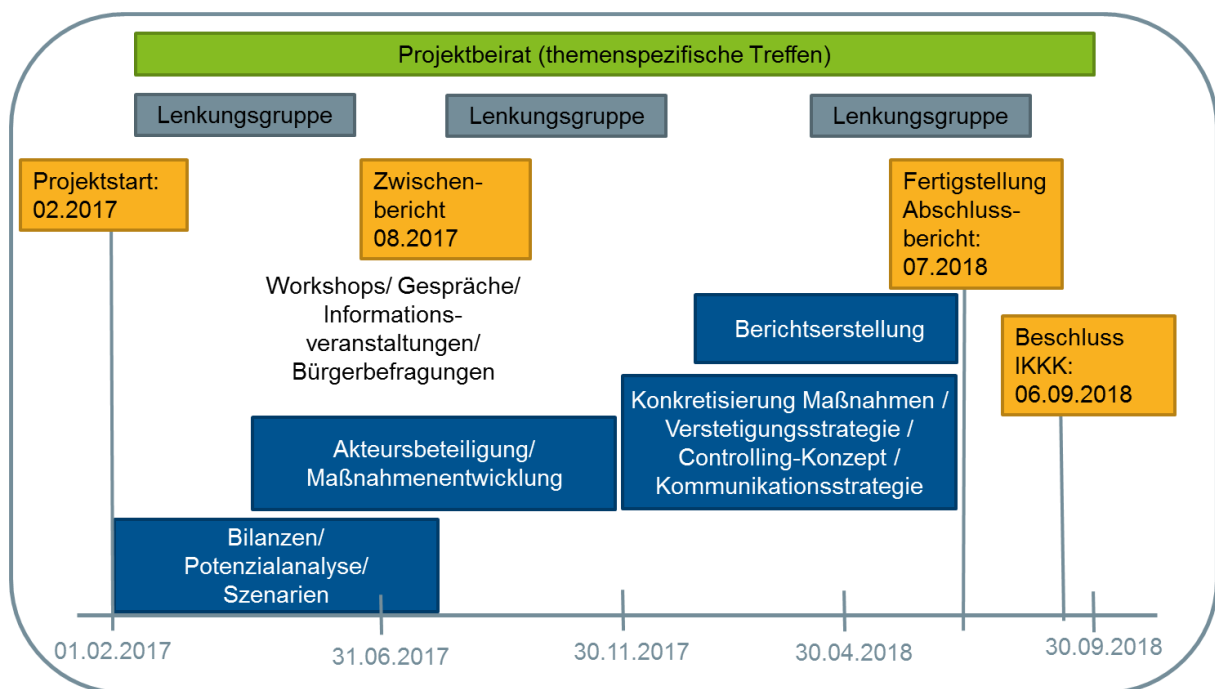 Projektbeirat (themenspezifische Treffen)
Lenkungsgruppe
Lenkungsgruppe
Lenkungsgruppe
Projektstart:
02.2017
Zwischen-
bericht
08.2017
Fertigstellung
Abschluss-
bericht:
07.2018
Workshops/ Gespräche/
Informations-
veranstaltungen/
Bürgerbefragungen
Berichtserstellung
Beschluss
IKKK:
06.09.2018
Akteursbeteiligung/
Maßnahmenentwicklung
Konkretisierung Maßnahmen /
Verstetigungsstrategie /
Controlling-Konzept /
Kommunikationsstrategie
Bilanzen/
Potenzialanalyse/
Szenarien
01.02.2017
31.06.2017
30.11.2017
30.04.2018
30.09.2018